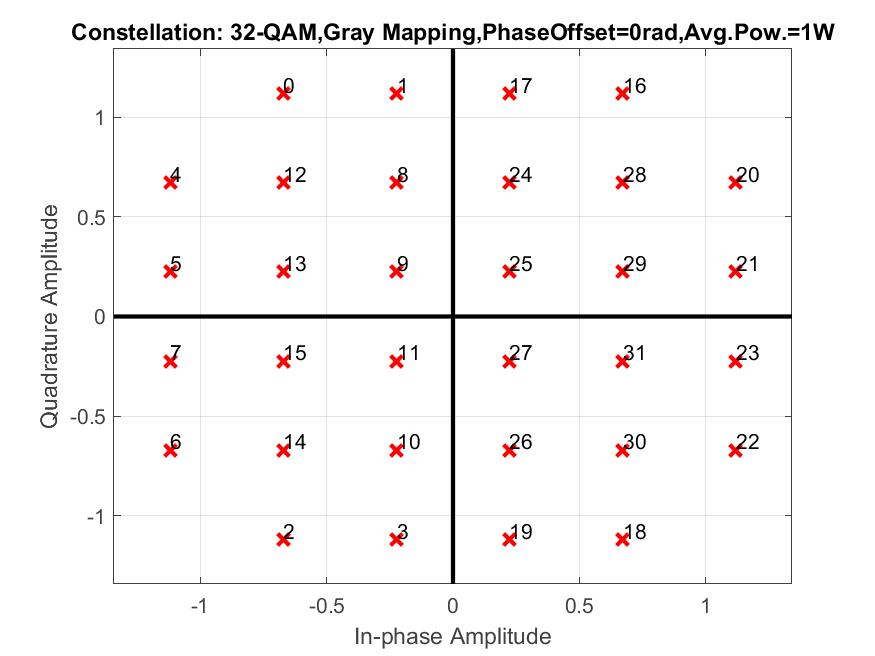 Constellation: 32-QAM,Gray Mapping,PhaseOffset=0rad,Avg.Pow.=1W
0 1 17 16
1
4 12 8 24 28 20
0.5
5 13 9 25 29 21
0
7 15 11 27 31 23
-0.5
6 14 10 26 30 22
-1
2 3 19 18
-1 -0.5 0 0.5 1
In-phase Amplitude
Quadrature Amplitude